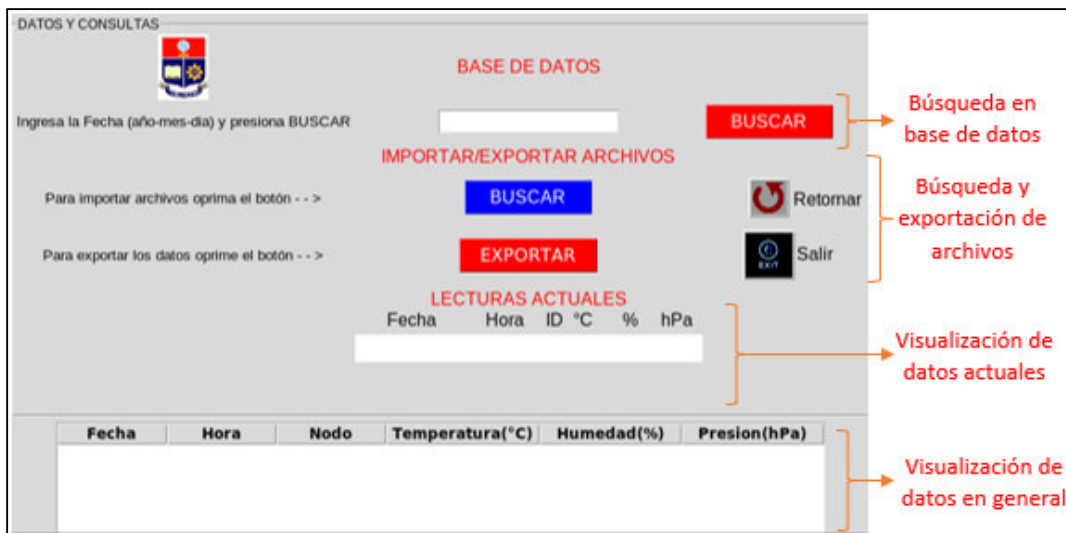 DATOS Y CONSULTAS
BASE DE DATOS
Ingresa la Fecha (año-mes-dia) y presiona BUSCAR
BUSCAR
Búsqueda en
base de datos
IMPORTAR/EXPORTAR ARCHIVOS
Para importar archivos oprima el botón - - >
BUSCAR
Retornar
Para exportar los datos oprime el botón - - >
EXPORTAR
EXIT
Salir
Búsqueda y
exportación de
archivos
LECTURAS ACTUALES
Fecha Hora ID °C % hPa
Visualización de
datos actuales
Fecha Hora Nodo Temperatura(°C) Humedad(%) Presion(hPa)
Visualización de
datos en general